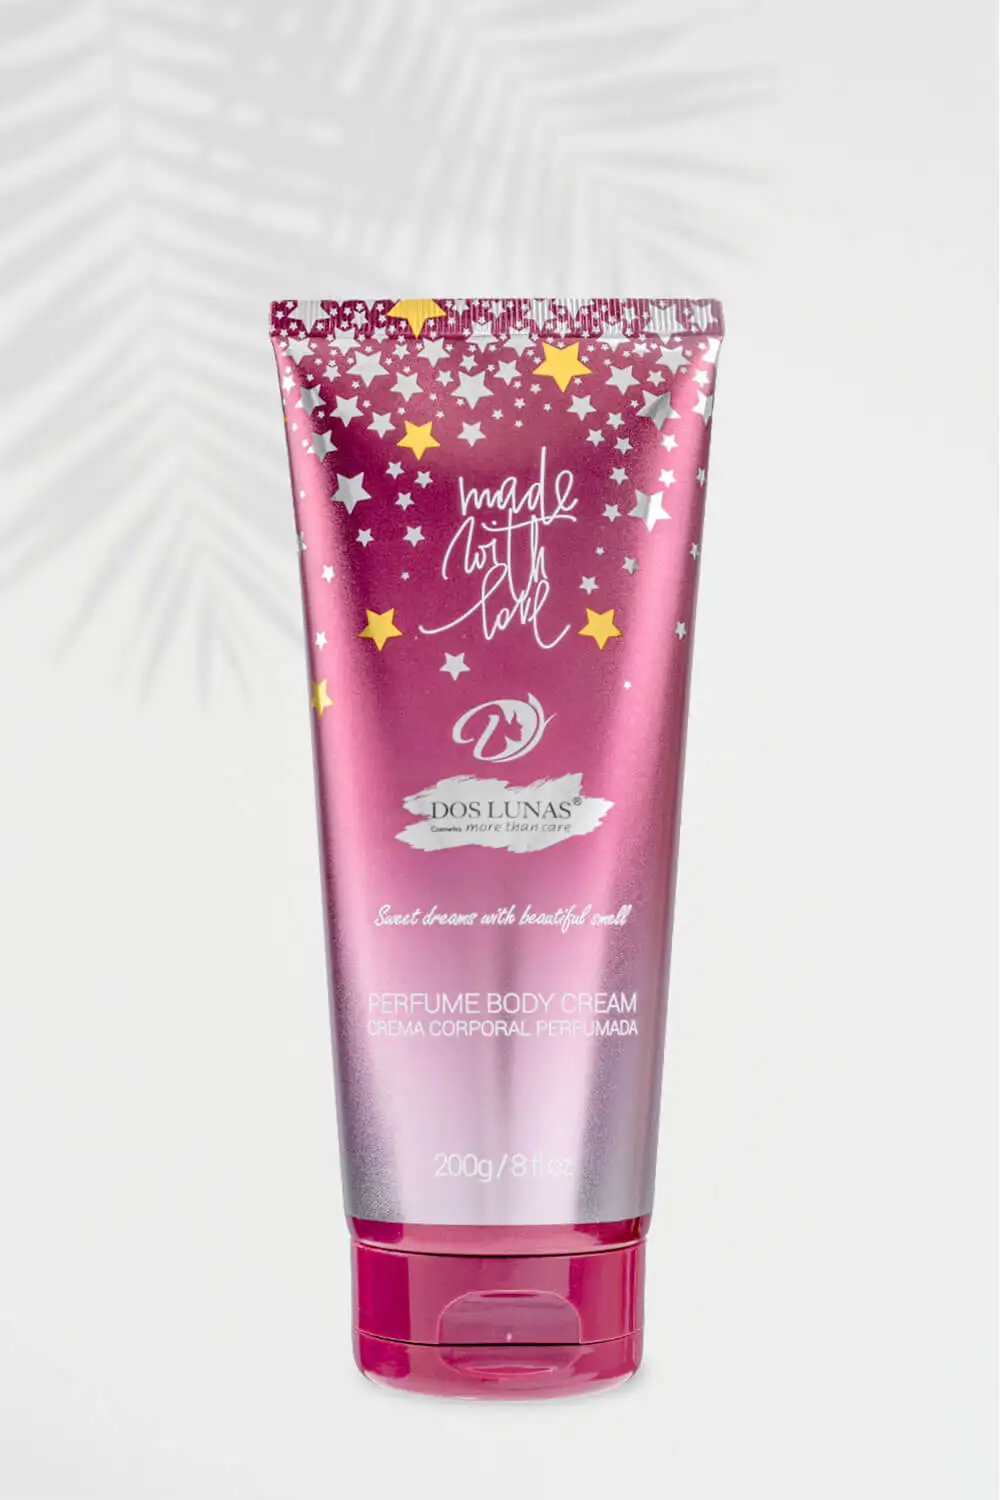 made
with
love
DOS LUNAS®
Cosmetics more than care
Sweet dreams with beautiful smell
PERFUME BODY CREAM
CREMA CORPORAL PERFUMADA
200g / 8 fl oz